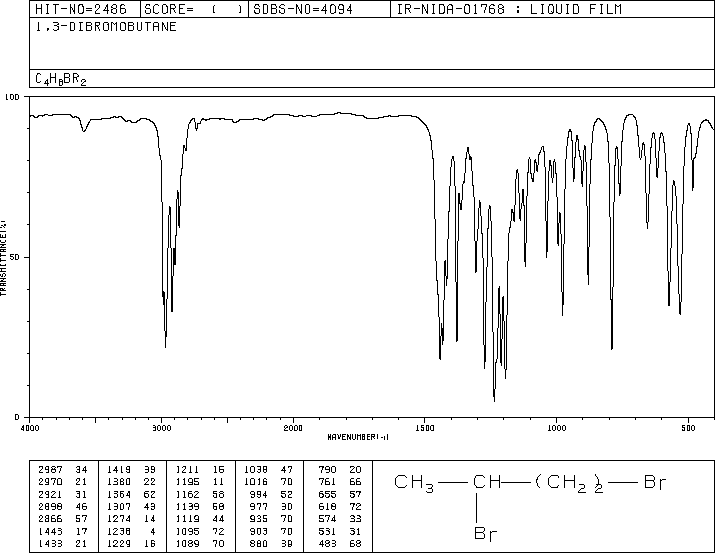 HIT-NO=2486 SCORE= ( ) SDBS-NO=4094 IR-NIDA-01768 : LIQUID FILM
1,3-DIBROMOBUTANE
C4H8BR2
100
50
0
TRANSMITTANCE(%)
4000 3000 2000 1500 1000 500
WAVENUMBER(-1)
2987 34 1419 39 1211 16 1038 47 790 20
2970 21 1380 22 1195 11 1016 70 761 66
2921 31 1364 62 1162 58 994 52 655 57
2898 46 1307 43 1139 60 977 30 618 72
2866 57 1274 14 1119 44 935 70 574 33
1443 17 1238 4 1095 72 903 70 531 31
1433 21 1229 16 1089 70 880 39 483 68
CH3 CH (CH2)2 Br
Br